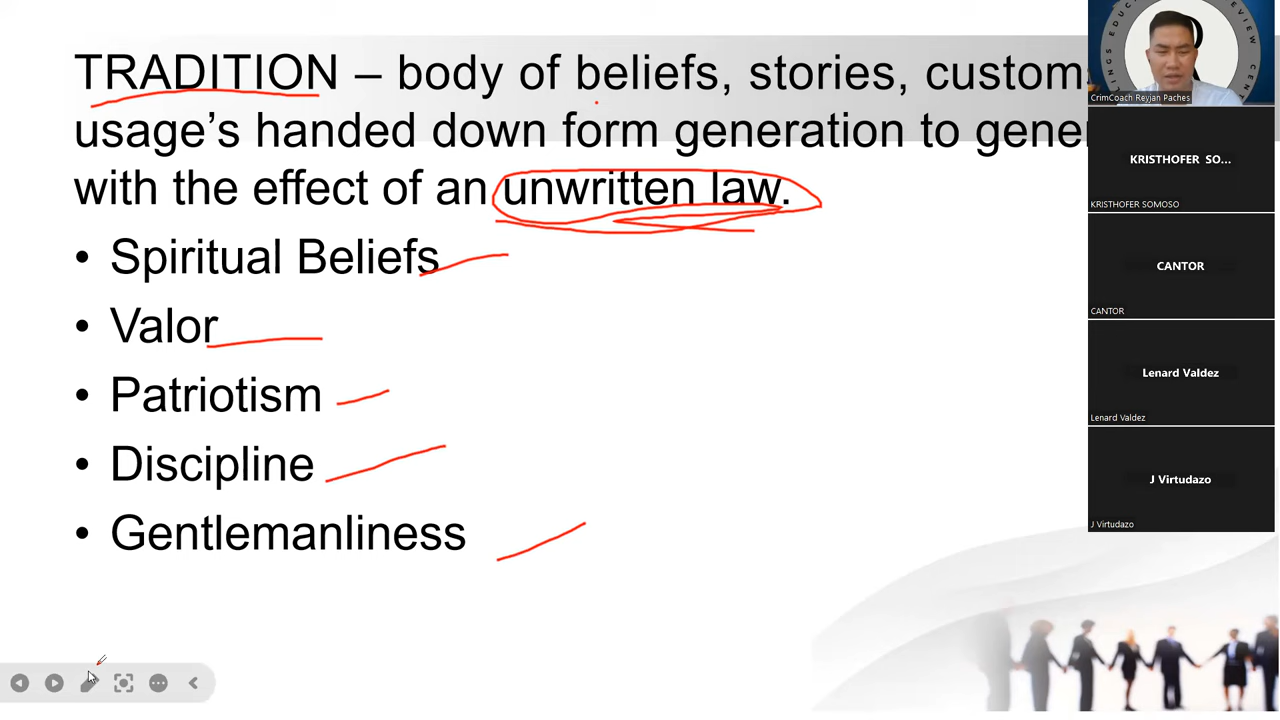 TRADITION – body of beliefs, stories, custom
usage's handed down form generation to gener
with the effect of an unwritten law.
• Spiritual Beliefs
• Valor
• Patriotism
• Discipline
• Gentlemanliness
CrimCoach Reyjan Paches
KRISTHOFER SO...
KRISTHOFER SOMOSO
CANTOR
CANTOR
Lenard Valdez
Lenard Valdez
J Virtudazo
J Virtudazo